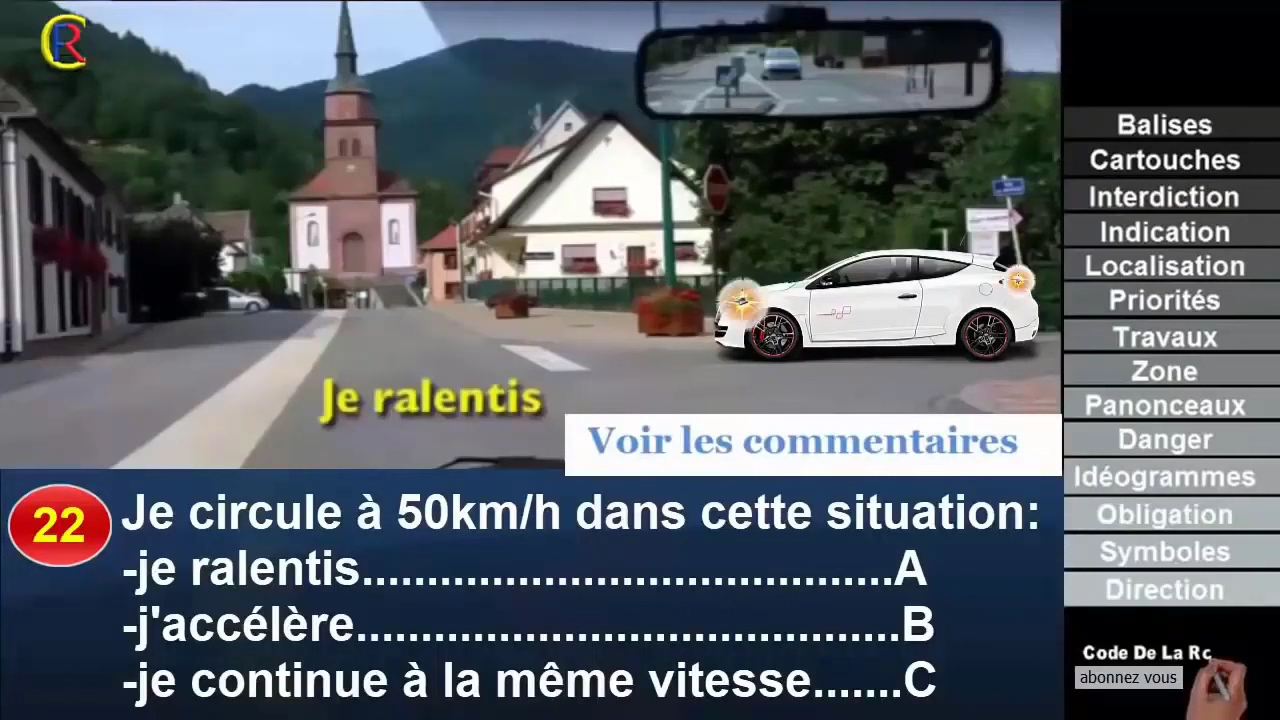 CR
Je ralentis
Voir les commentaires
22
Je circule à 50km/h dans cette situation:
-je ralentis.........................................A
-j'accélère..........................................B
-je continue à la même vitesse.......C
Balises
Cartouches
Interdiction
Indication
Localisation
Priorités
Travaux
Zone
Panonceaux
Danger
Idéogrammes
Obligation
Symboles
Direction
Code De La Rc
abonnez vous